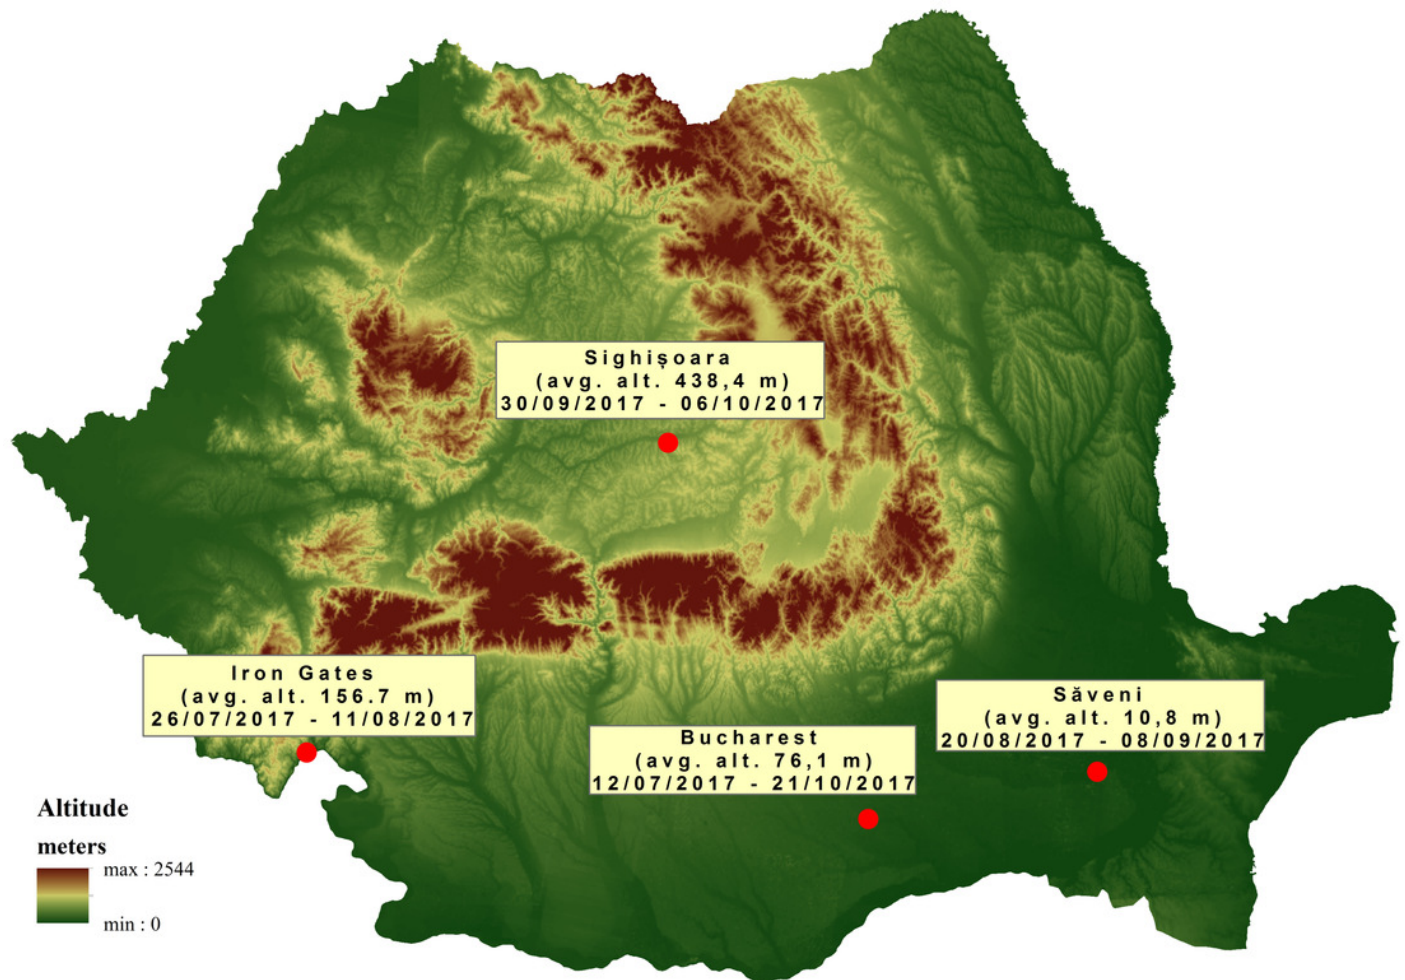 Sighișoara
(avg. alt. 438,4 m)
30/09/2017 - 06/10/2017
Iron Gates
(avg. alt. 156.7 m)
26/07/2017 - 11/08/2017
Săveni
(avg. alt. 10,8 m)
20/08/2017 - 08/09/2017
Bucharest
(avg. alt. 76,1 m)
12/07/2017 - 21/10/2017
Altitude
meters
max : 2544
min : 0